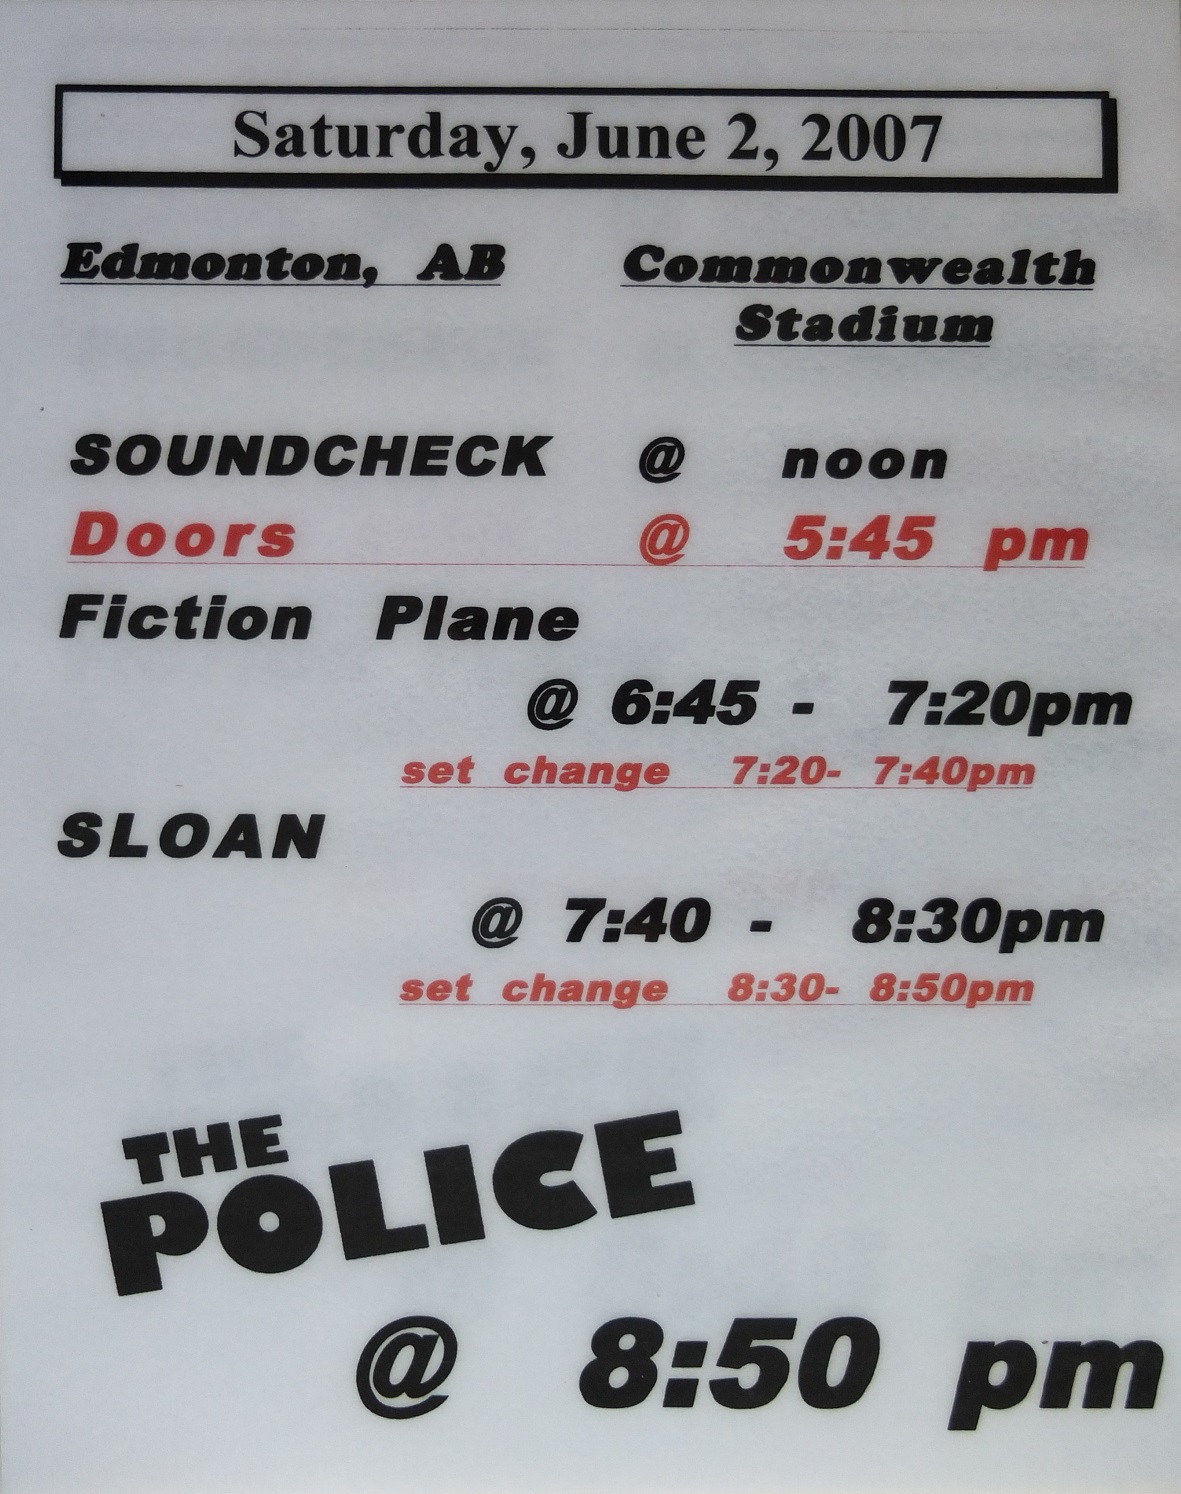 Saturday, June 2, 2007
Edmonton, AB Commonwealth
Stadium
SOUNDCHECK @ noon
Doors @ 5:45 pm
Fiction Plane
@ 6:45 - 7:20pm
set change 7:20- 7:40pm
SLOAN
@ 7:40 - 8:30pm
set change 8:30- 8:50pm
THE
POLICE
@ 8:50 pm